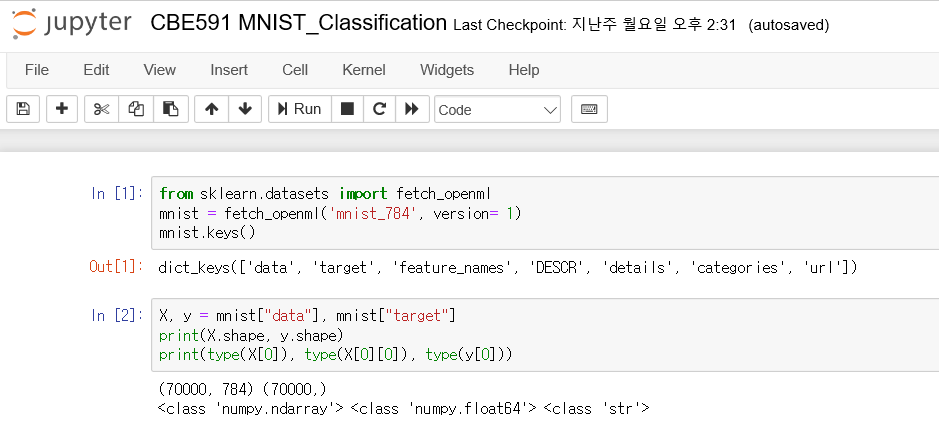 jupyter CBE591 MNIST_Classification Last Checkpoint: 지난주 월요일 오후 2:31 (autosaved)
File Edit View Insert Cell Kernel Widgets Help
Run Code
In [1]: from sklearn.datasets import fetch_openml
mnist = fetch_openml('mnist_784', version= 1)
mnist.keys()
Out[1]: dict_keys(['data', 'target', 'feature_names', 'DESCR', 'details', 'categories', 'url'])
In [2]: X, y = mnist["data"], mnist["target"]
print(X.shape, y.shape)
print(type(X[0]), type(X[0][0]), type(y[0]))
(70000, 784) (70000,)
<class 'numpy.ndarray'> <class 'numpy.float64'> <class 'str'>